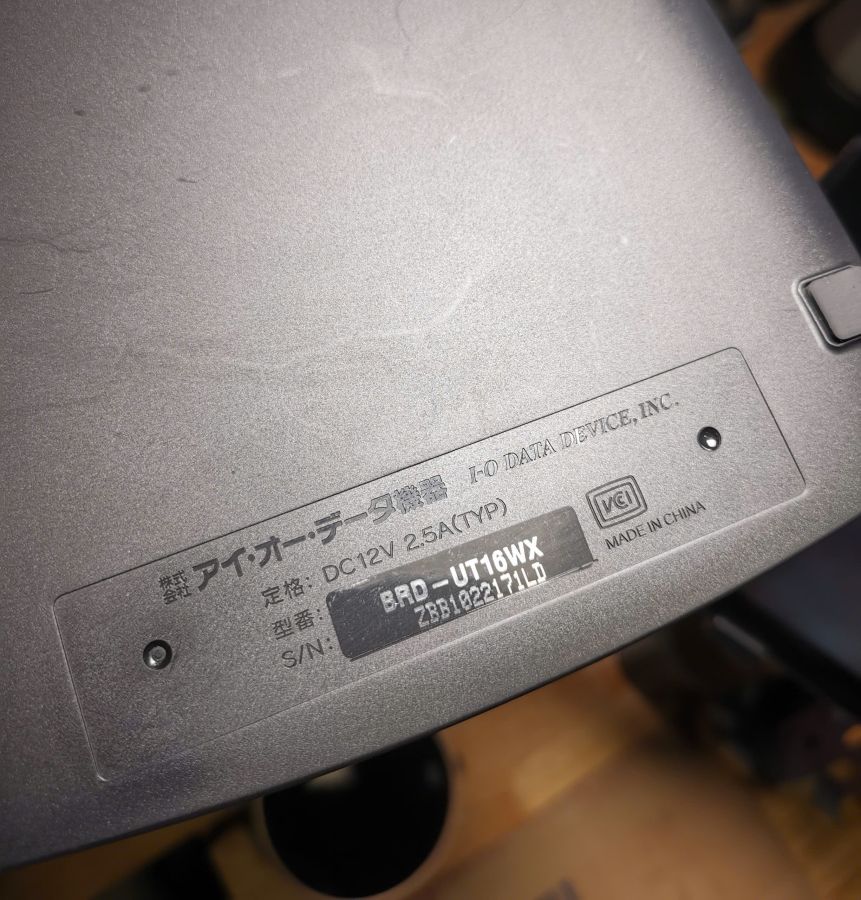 株式会社 アイ・オー・データ機器 I-O DATA DEVICE, INC.
定格: DC12V 2.5A(TYP)
型番: BRD-UT16WX
S/N: ZBB1022171LD
VCCI
MADE IN CHINA